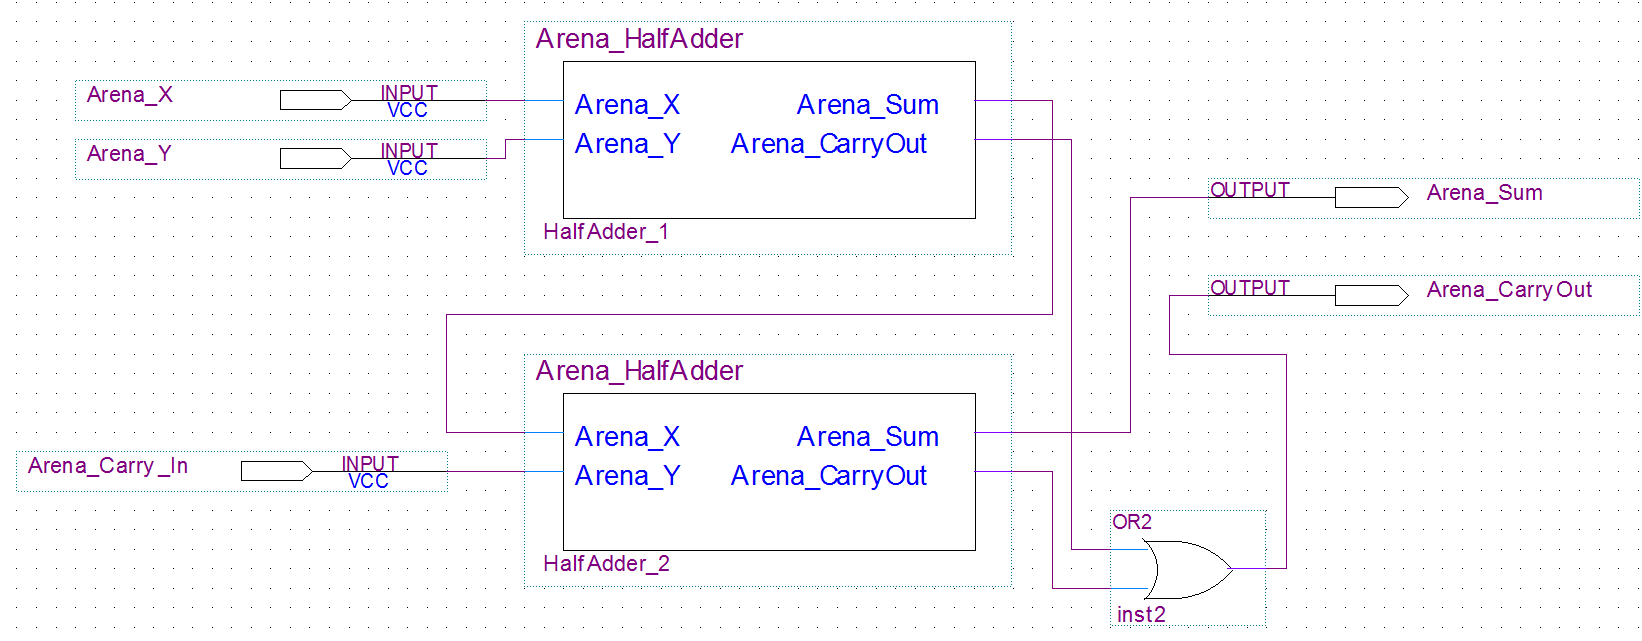 Arena_HalfAdder
Arena_X
INPUT
VCC
Arena_X
Arena_Sum
Arena_Y
INPUT
VCC
Arena_Y
Arena_CarryOut
HalfAdder_1
OUTPUT
Arena_Sum
OUTPUT
Arena_CarryOut
Arena_HalfAdder
Arena_X
Arena_Sum
Arena_Carry_In
INPUT
VCC
Arena_Y
Arena_CarryOut
HalfAdder_2
OR2
inst2